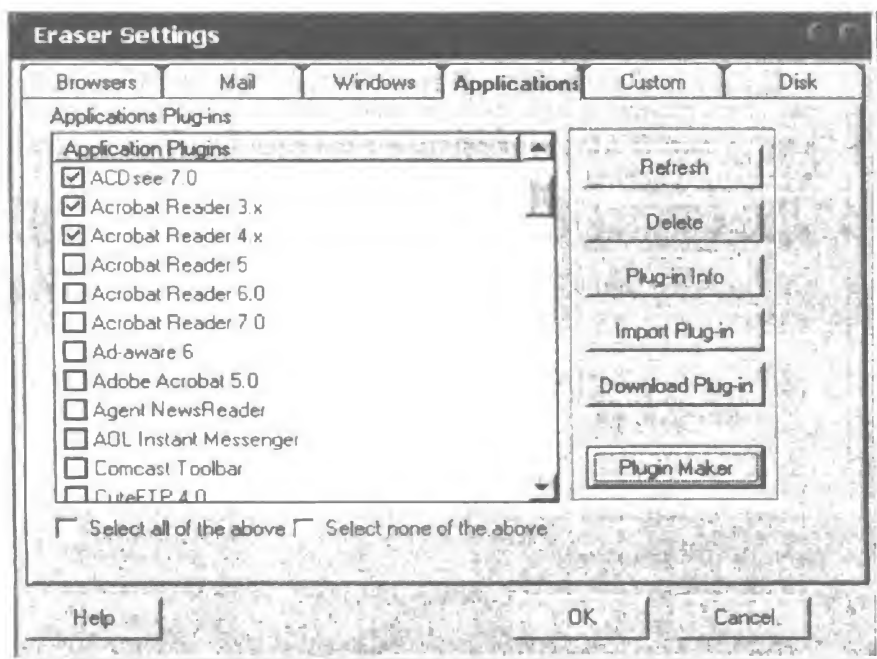 Eraser Settings
Browsers Mail Windows Applications Custom Disk
Applications Plug-ins
Application Plugins
ACDsee 7.0
Acrobat Reader 3.x
Acrobat Reader 4.x
Acrobat Reader 5
Acrobat Reader 6.0
Acrobat Reader 7.0
Ad-aware 6
Adobe Acrobat 5.0
Agent NewsReader
AOL Instant Messenger
Comcast Toolbar
CuteFTP 4.0
Select all of the above Select none of the above
Refresh
Delete
Plug-in Info
Import Plug-in
Download Plug-in
Plugin Maker
Help OK Cancel